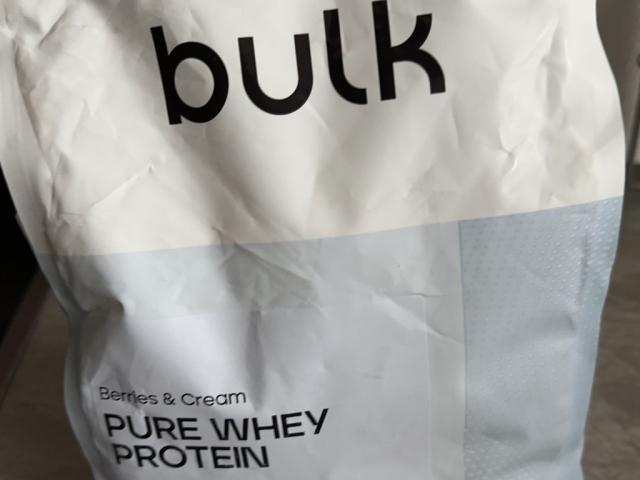 bulk
Berries & Cream
PURE WHEY
PROTEIN